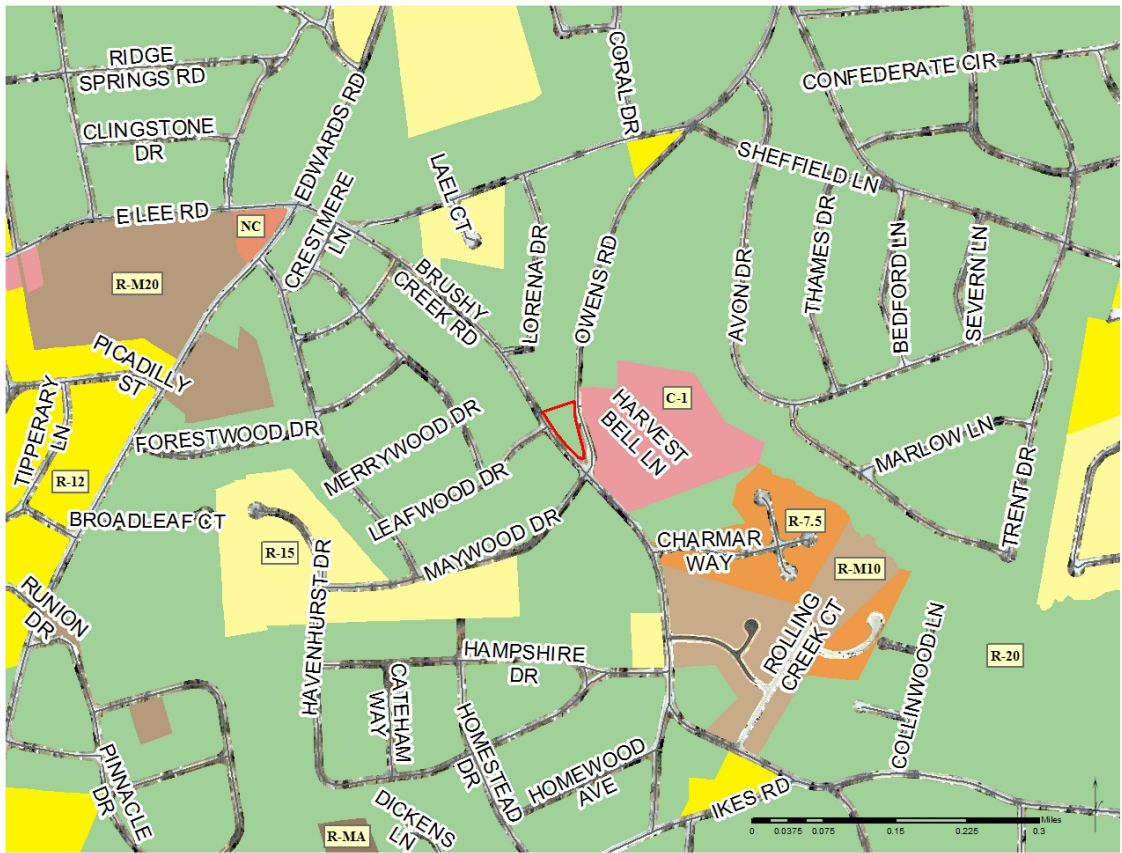 RIDGE
SPRINGS RD
CORAL DR
CONFEDERATE CIR
EDWARDS RD
CLINGSTONE
DR
SHEFFIELD LN
LAEL CT
CRESTMERE
LN
E LEE RD
NC
LORENA DR
OWENS RD
AVON DR
THAMES DR
BEDFORD LN
SEVERN LN
R-M20
BRUSHY
CREEK RD
PICADILLY
ST
TIPPERARY
LN
C-1
HARVEST
BELL LN
FORESTWOOD DR
MERRYWOOD DR
LEAFWOOD DR
MARLOW LN
TRENT DR
R-12
BROADLEAF CT
R-15
MAYWOOD DR
R-7.5
CHARMAR
WAY
R-M10
RUNION
DR
HAVENHURST DR
ROLLING
CREEK CT
COLLINWOOD LN
R-20
HAMPSHIRE
DR
CATEHAM
WAY
HOMESTEAD
DR
HOMEWOOD
AVE
PINNACLE
DR
DICKENS
LN
IKES RD
R-MA
Miles
0 0.0375 0.075 0.15 0.225 0.3